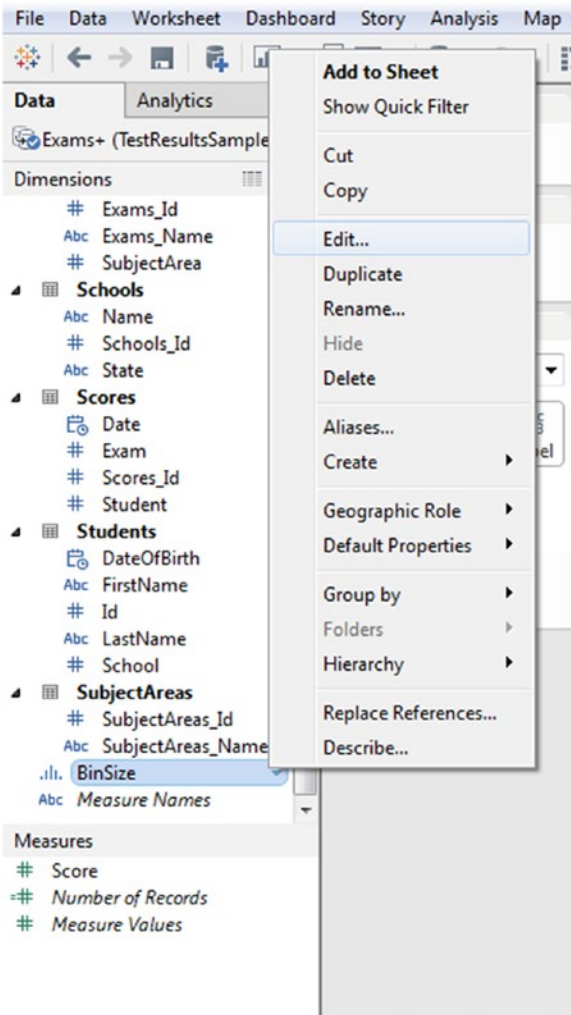 File Data Worksheet Dashboard Story Analysis Map
Data Analytics
Exams+ (TestResultsSample
Dimensions
# Exams_Id
Abc Exams_Name
# SubjectArea
Schools
Abc Name
# Schools_Id
Abc State
Scores
Date
# Exam
# Scores_Id
# Student
Students
DateOfBirth
Abc FirstName
# Id
Abc LastName
# School
SubjectAreas
# SubjectAreas_Id
Abc SubjectAreas_Name
BinSize
Abc Measure Names
Measures
# Score
=# Number of Records
# Measure Values
Add to Sheet
Show Quick Filter
Cut
Copy
Edit...
Duplicate
Rename...
Hide
Delete
Aliases...
Create
Geographic Role
Default Properties
Group by
Folders
Hierarchy
Replace References...
Describe...